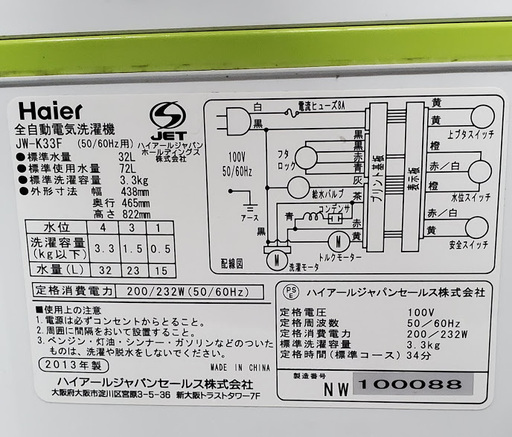 Haier
全自動電気洗濯機
JW-K33F (50/60Hz用)
S
JET
ハイアールジャパン
ホールディングス
株式会社
●標準水量 32L
●標準使用水量 72L
●標準洗濯容量 3.3kg
●外形寸法 幅 438mm
奥行 465mm
高さ 822mm
水位 4 3 1
洗濯容量(kg以下) 3.3 1.5 0.5
水量(L) 32 23 15
定格消費電力 200/232W(50/60Hz)
■使用上の注意
1.電源は必ずコンセントからとること。
2.周囲に間隔をおいて設置すること。
3.ベンジン・灯油・シンナー・ガソリンなどのついた
ものは、洗濯や脱水をしないでください。
2013年製
MADE IN CHINA
ハイアールジャパンセールス株式会社
大阪府大阪市淀川区宮原3-5-36 新大阪トラストタワー7F
白
電流ヒューズ8A
黒
100V
50/60Hz
アース
フタ
ロック
黒
赤
青
灰
給水バルブ
茶
コンデンサ
青
赤
黒
M
洗濯モータ
M
トルクモーター
配線図
プリント基板
表示板
黄
黄
上ブタスイッチ
橙
赤/白
橙
水位スイッチ
赤/白
赤/白
安全スイッチ
PS
E
ハイアールジャパンセールス株式会社
定格電圧 100V
定格周波数 50/60Hz
定格消費電力 200/232W
標準洗濯容量 3.3kg
定格時間(標準コース) 34分
製造番号 NW 100088